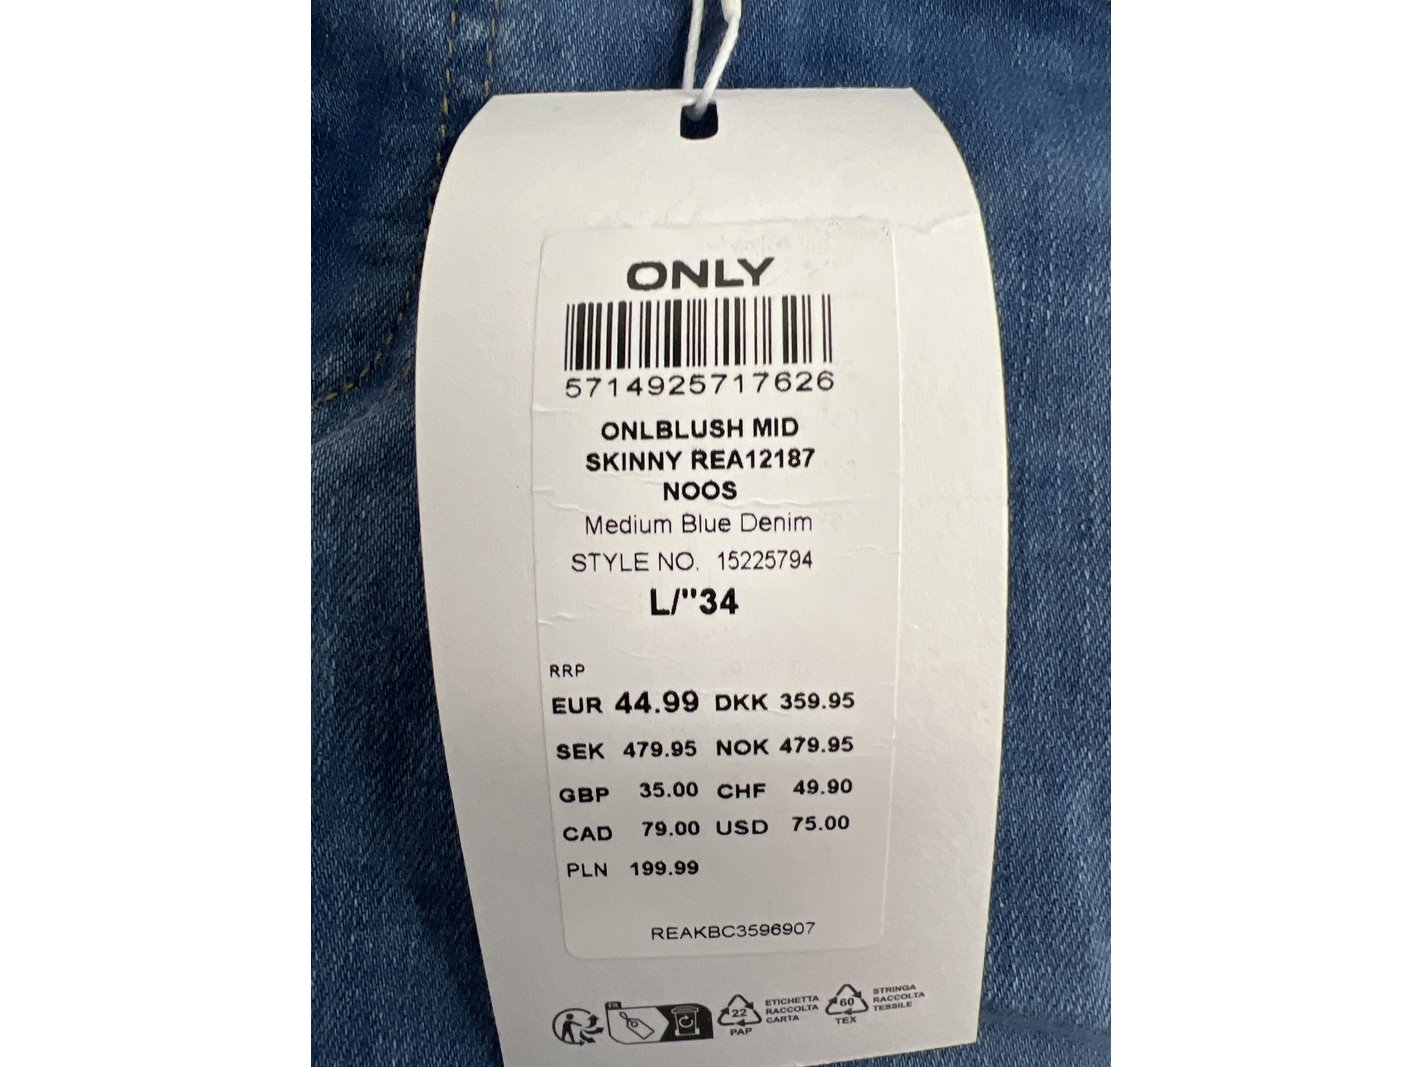 ONLY
5714925717626
ONLBLUSH MID
SKINNY REA12187
NOOS
Medium Blue Denim
STYLE NO. 15225794
L/"34
RRP
EUR 44.99 DKK 359.95
SEK 479.95 NOK 479.95
GBP 35.00 CHF 49.90
CAD 79.00 USD 75.00
PLN 199.99
REAKBC3596907
FR
22
PAP
ETICHETTA
RACCOLTA
CARTA
60
TEX
STRINGA
RACCOLTA
TESSILE